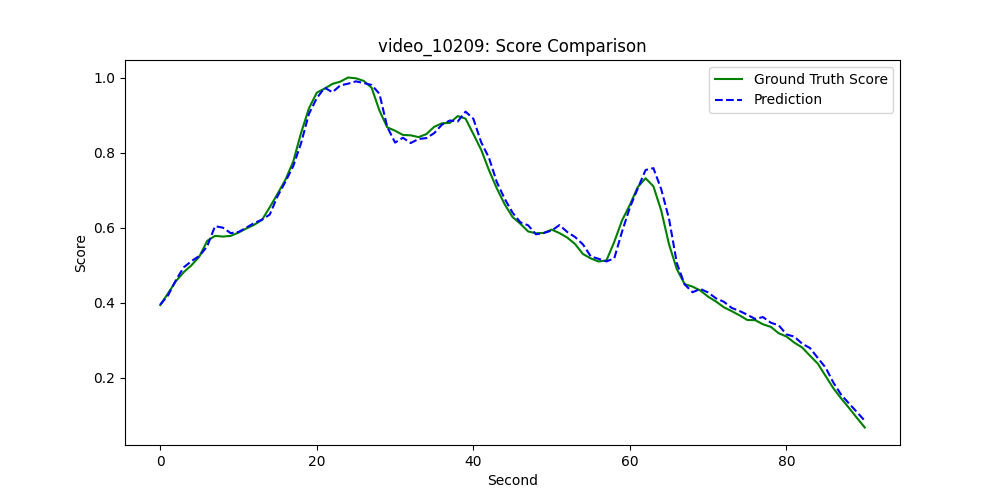 video_10209: Score Comparison
Ground Truth Score
Prediction
1.0
0.8
0.6
0.4
0.2
Score
0 20 40 60 80
Second